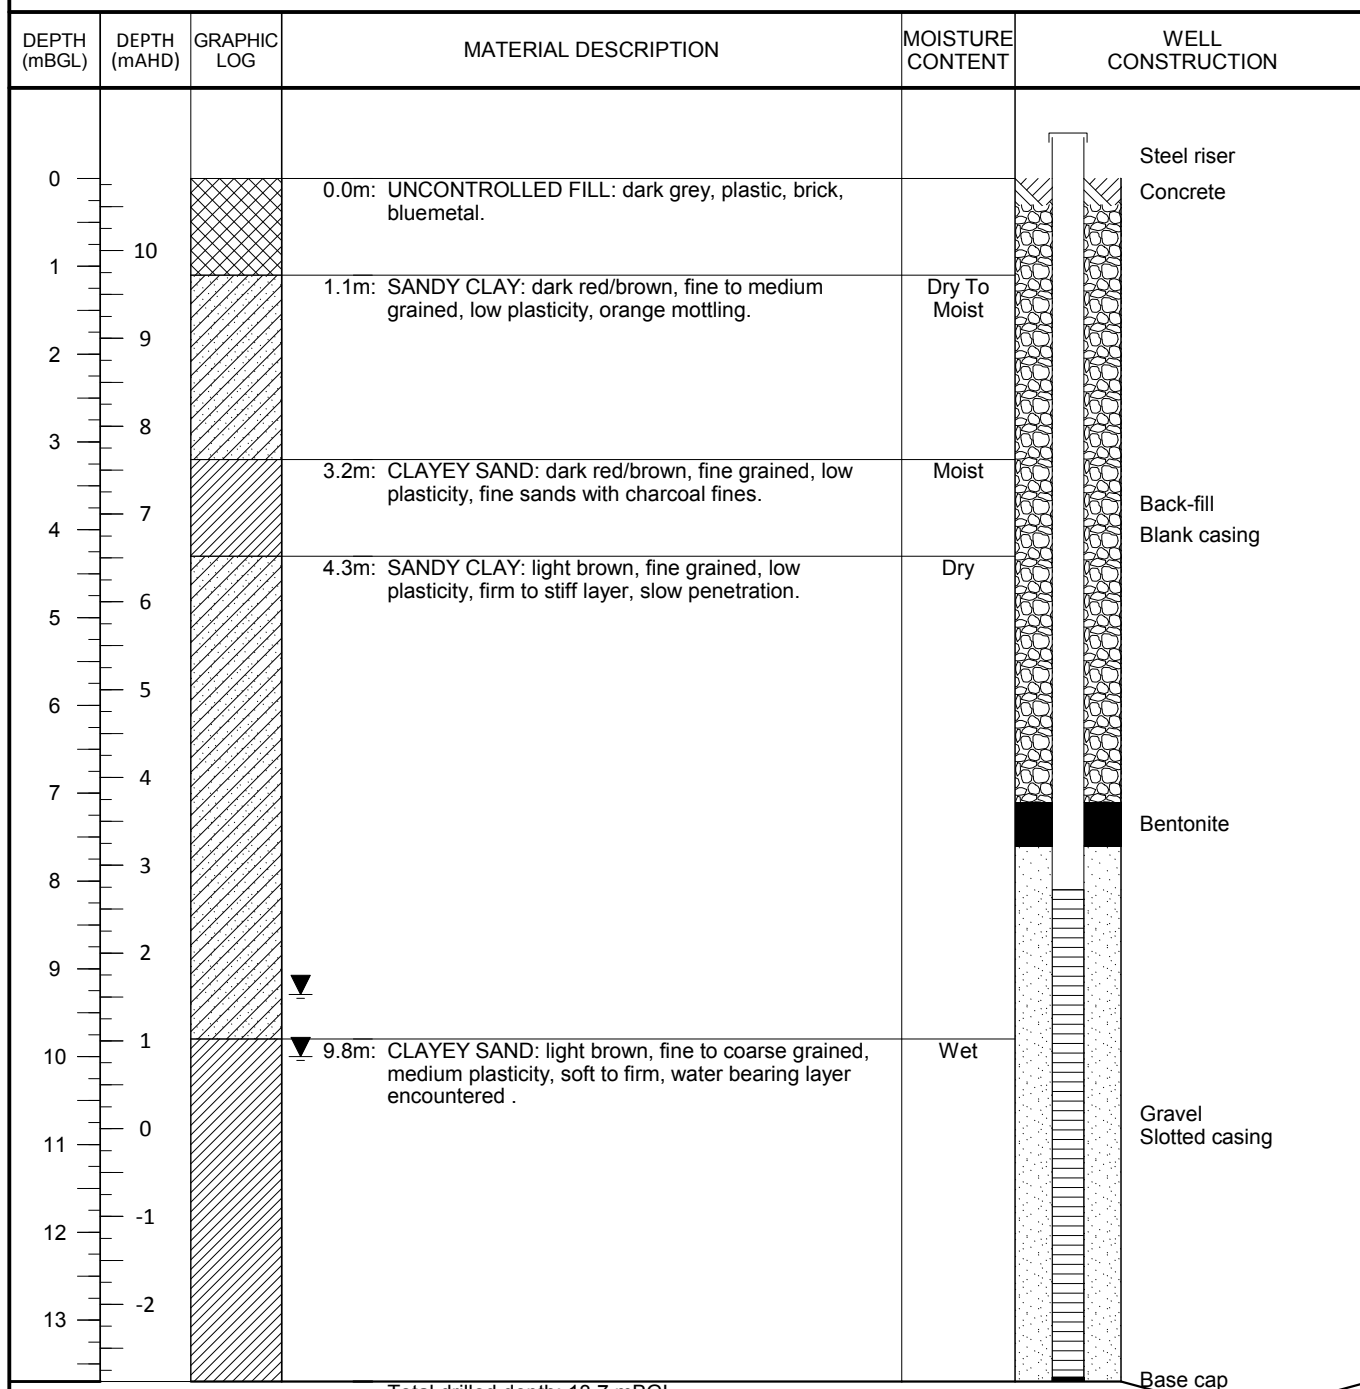 DEPTH (mBGL)
DEPTH (mAHD)
GRAPHIC LOG
MATERIAL DESCRIPTION
MOISTURE CONTENT
WELL CONSTRUCTION
Steel riser
0
0.0m: UNCONTROLLED FILL: dark grey, plastic, brick,
bluemetal.
Concrete
10
1
1.1m: SANDY CLAY: dark red/brown, fine to medium
grained, low plasticity, orange mottling.
Dry To
Moist
9
2
8
3
3.2m: CLAYEY SAND: dark red/brown, fine grained, low
plasticity, fine sands with charcoal fines.
Moist
7
Back-fill
4
Blank casing
4.3m: SANDY CLAY: light brown, fine grained, low
plasticity, firm to stiff layer, slow penetration.
Dry
6
5
5
6
4
7
Bentonite
3
8
2
9
1
10
9.8m: CLAYEY SAND: light brown, fine to coarse grained,
medium plasticity, soft to firm, water bearing layer
encountered .
Wet
0
Gravel
Slotted casing
11
-1
12
-2
13
Base cap
Total drilled depth: 13.7 mBGL